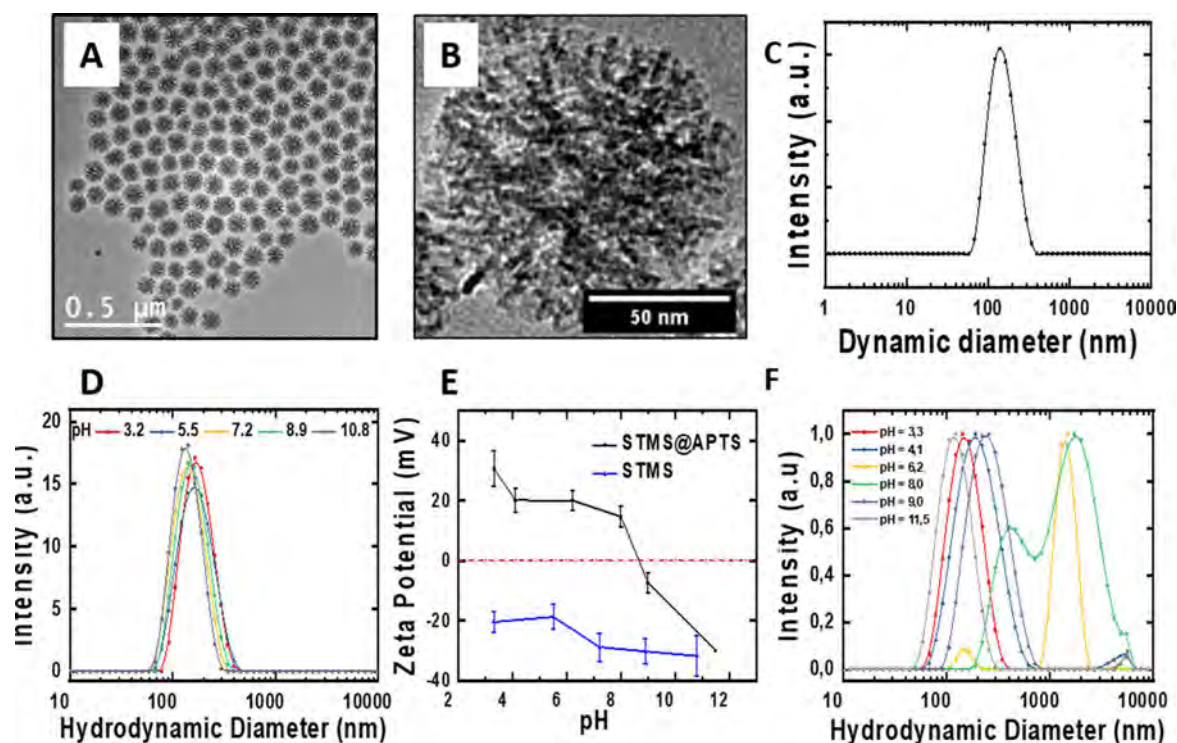 A
0.5 µm
B
50 nm
C
Intensity (a.u.)
1 10 100 1000 10000
Dynamic diameter (nm)
D
20
15
10
5
0
pH 3.2 5.5 7.2 8.9 10.8
Intensity (a.u.)
10 100 1000 10000
Hydrodynamic Diameter (nm)
E
40
20
0
-20
-40
Zeta Potential (mV)
STMS@APTS
STMS
2 4 6 8 10 12
pH
F
1,0
0,8
0,6
0,4
0,2
0,0
Intensity (a.u)
pH = 3,3
pH = 4,1
pH = 6,2
pH = 8,0
pH = 9,0
pH = 11,5
10 100 1000 10000
Hydrodynamic Diameter (nm)